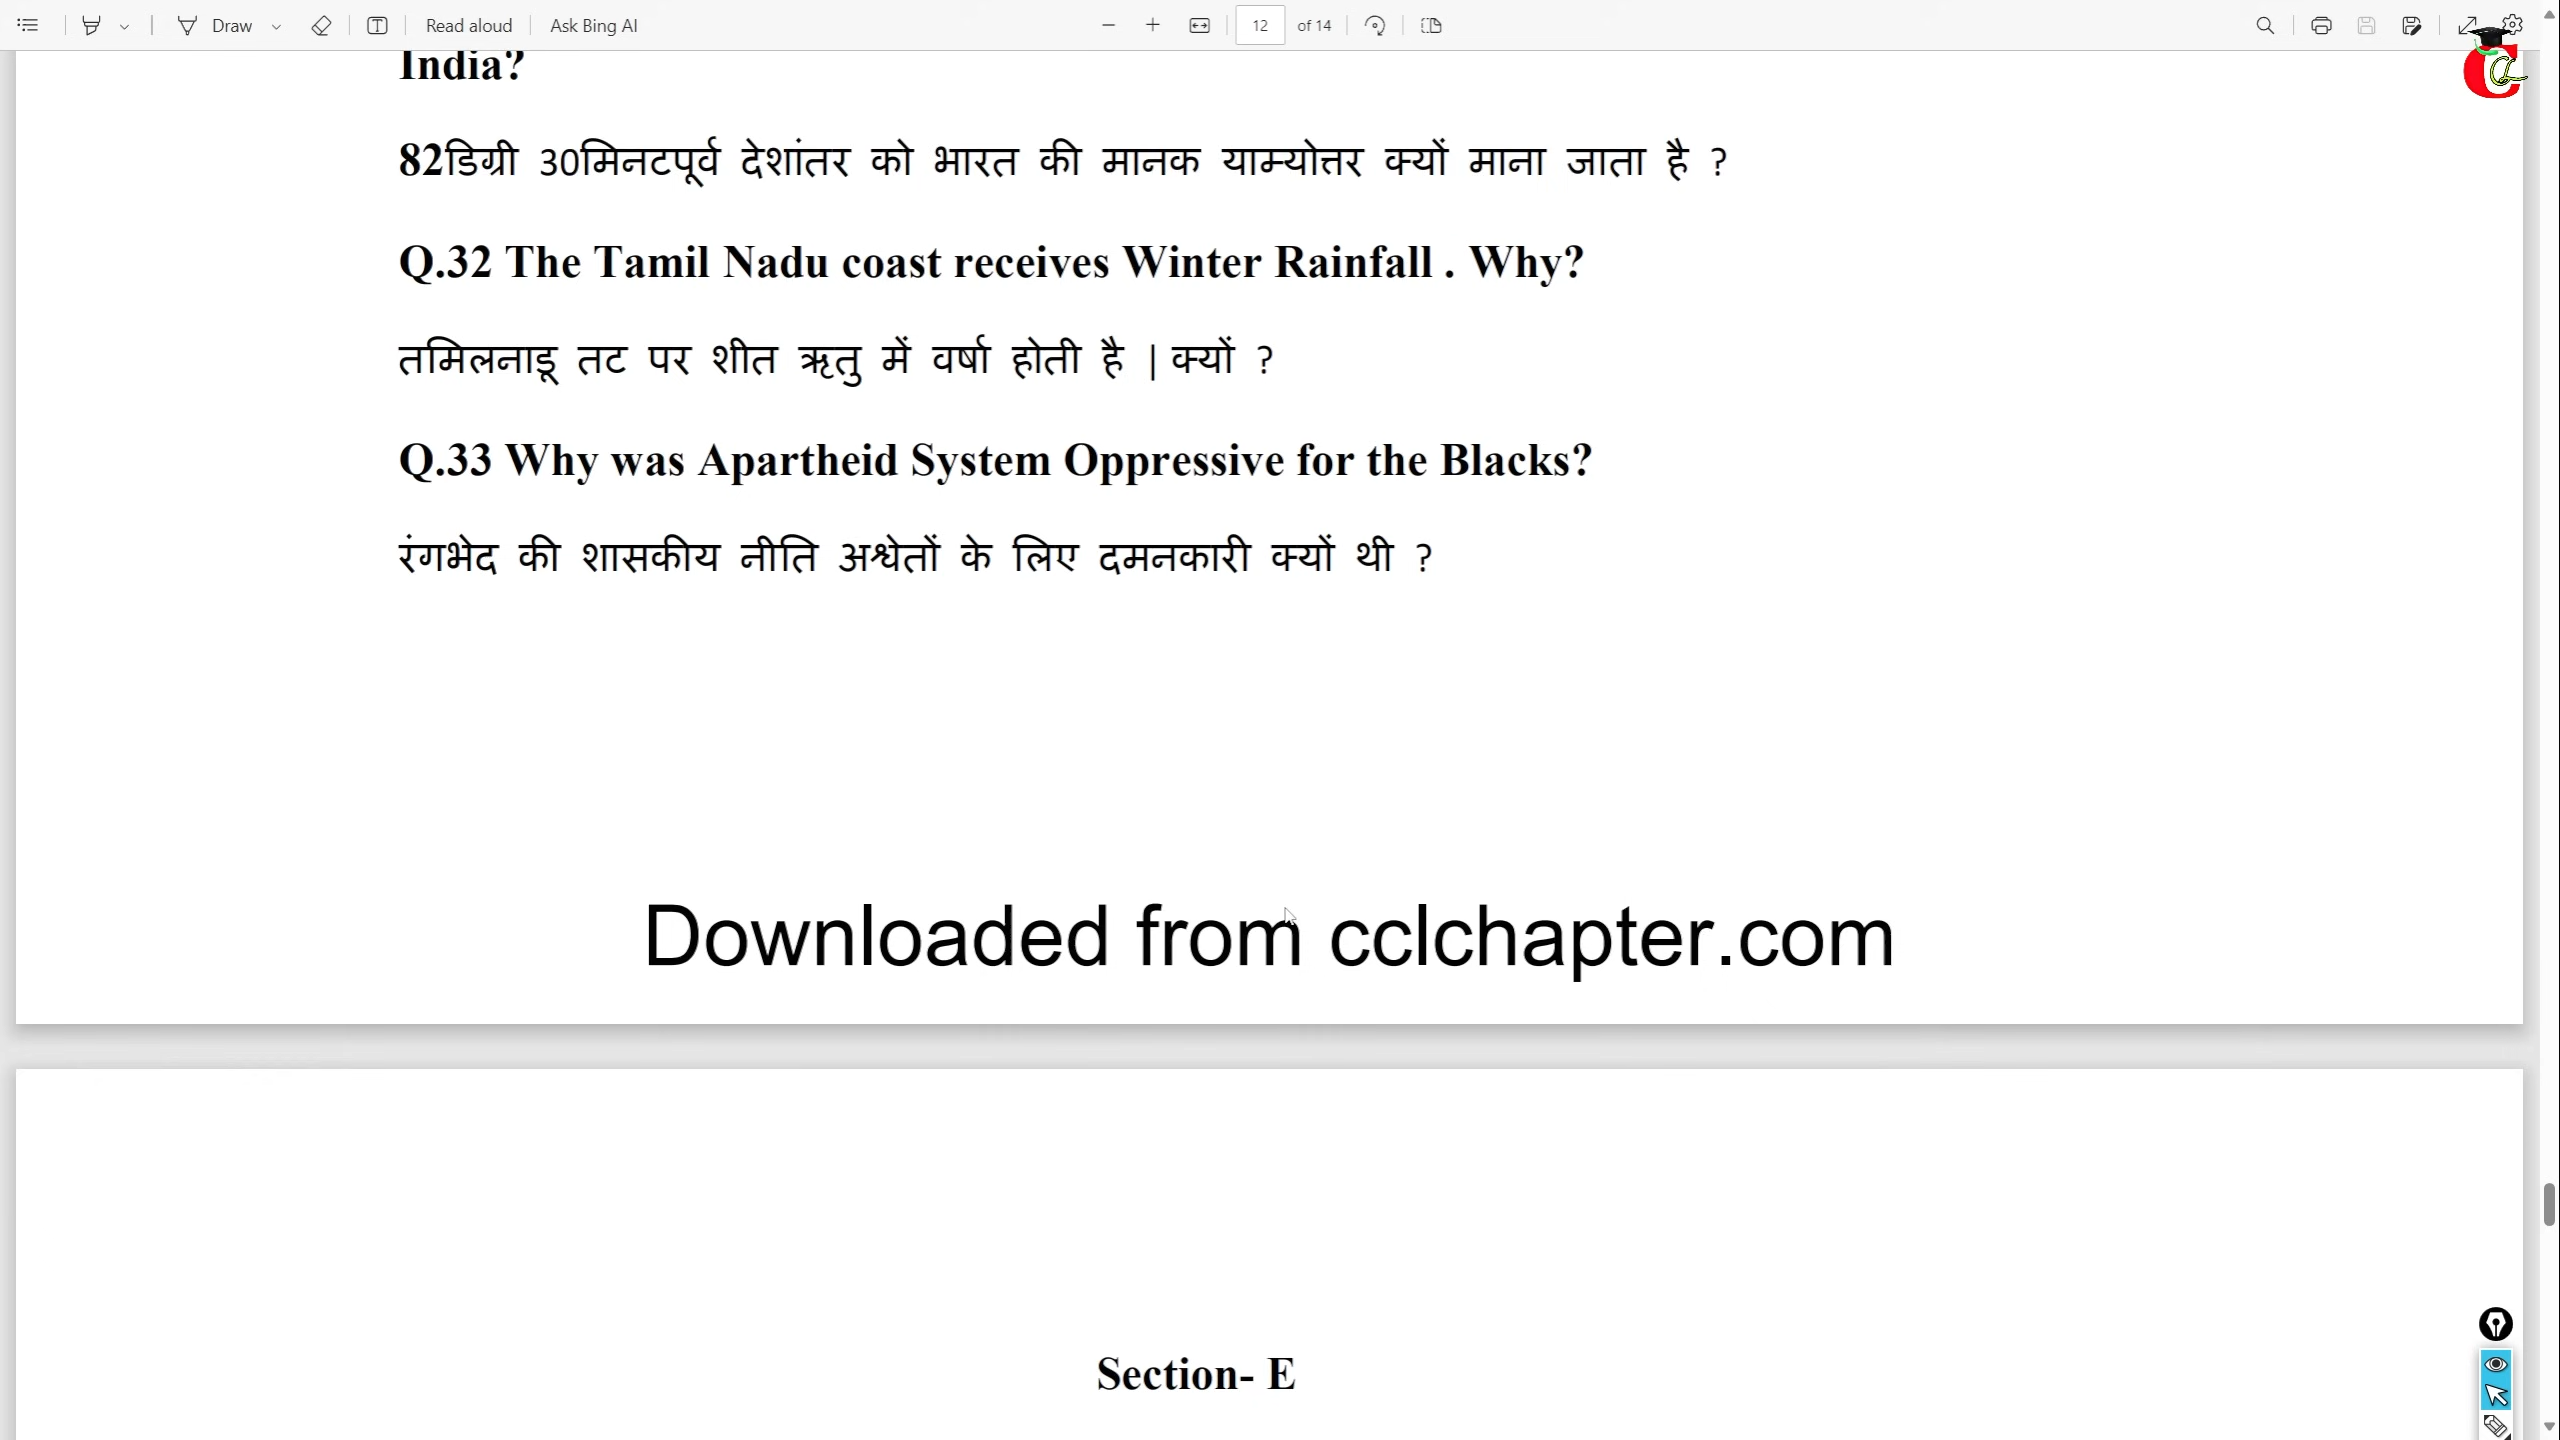 Draw
Read aloud
Ask Bing AI
12 of 14
India?
82डिग्री 30मिनटपूर्व देशांतर को भारत की मानक याम्योत्तर क्यों माना जाता है ?
Q.32 The Tamil Nadu coast receives Winter Rainfall . Why?
तमिलनाडू तट पर शीत ऋतु में वर्षा होती है | क्यों ?
Q.33 Why was Apartheid System Oppressive for the Blacks?
रंगभेद की शासकीय नीति अश्वेतों के लिए दमनकारी क्यों थी ?
Downloaded from cclchapter.com
Section- E